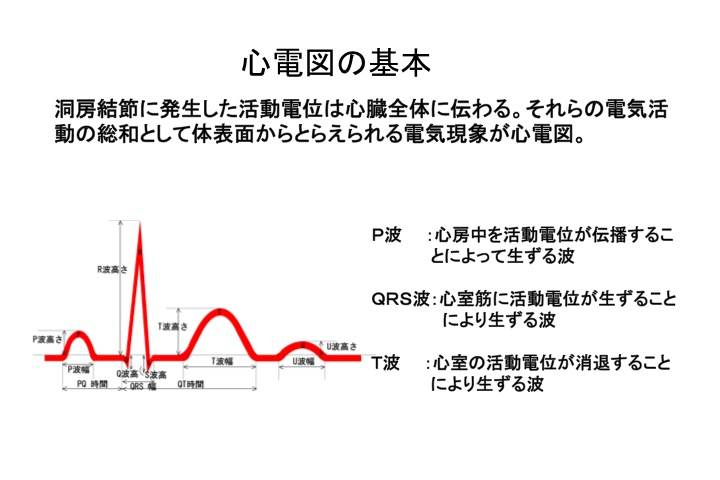 心電図の基本
洞房結節に発生した活動電位は心臓全体に伝わる。それらの電気活
動の総和として体表面からとらえられる電気現象が心電図。
P波　：心房中を活動電位が伝播するこ
とによって生ずる波
QRS波：心室筋に活動電位が生ずること
により生ずる波
T波　：心室の活動電位が消退すること
により生ずる波
R波高さ
P波高さ
T波高さ
U波高さ
P波幅
Q波高
S波高
T波幅
U波幅
PQ 時間
QRS 幅
QT時間